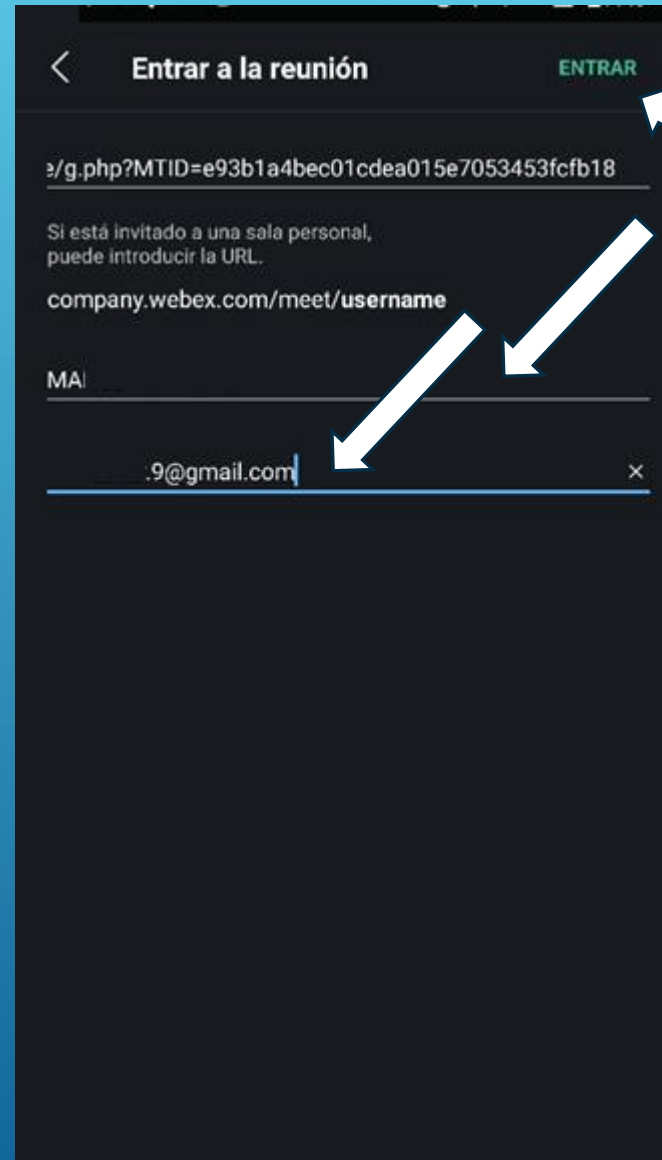 Entrar a la reunión
ENTRAR
e/g.php?MTID=e93b1a4bec01cdea015e7053453fcfb18
Si está invitado a una sala personal,
puede introducir la URL.
company.webex.com/meet/username
MA
.9@gmail.com
×